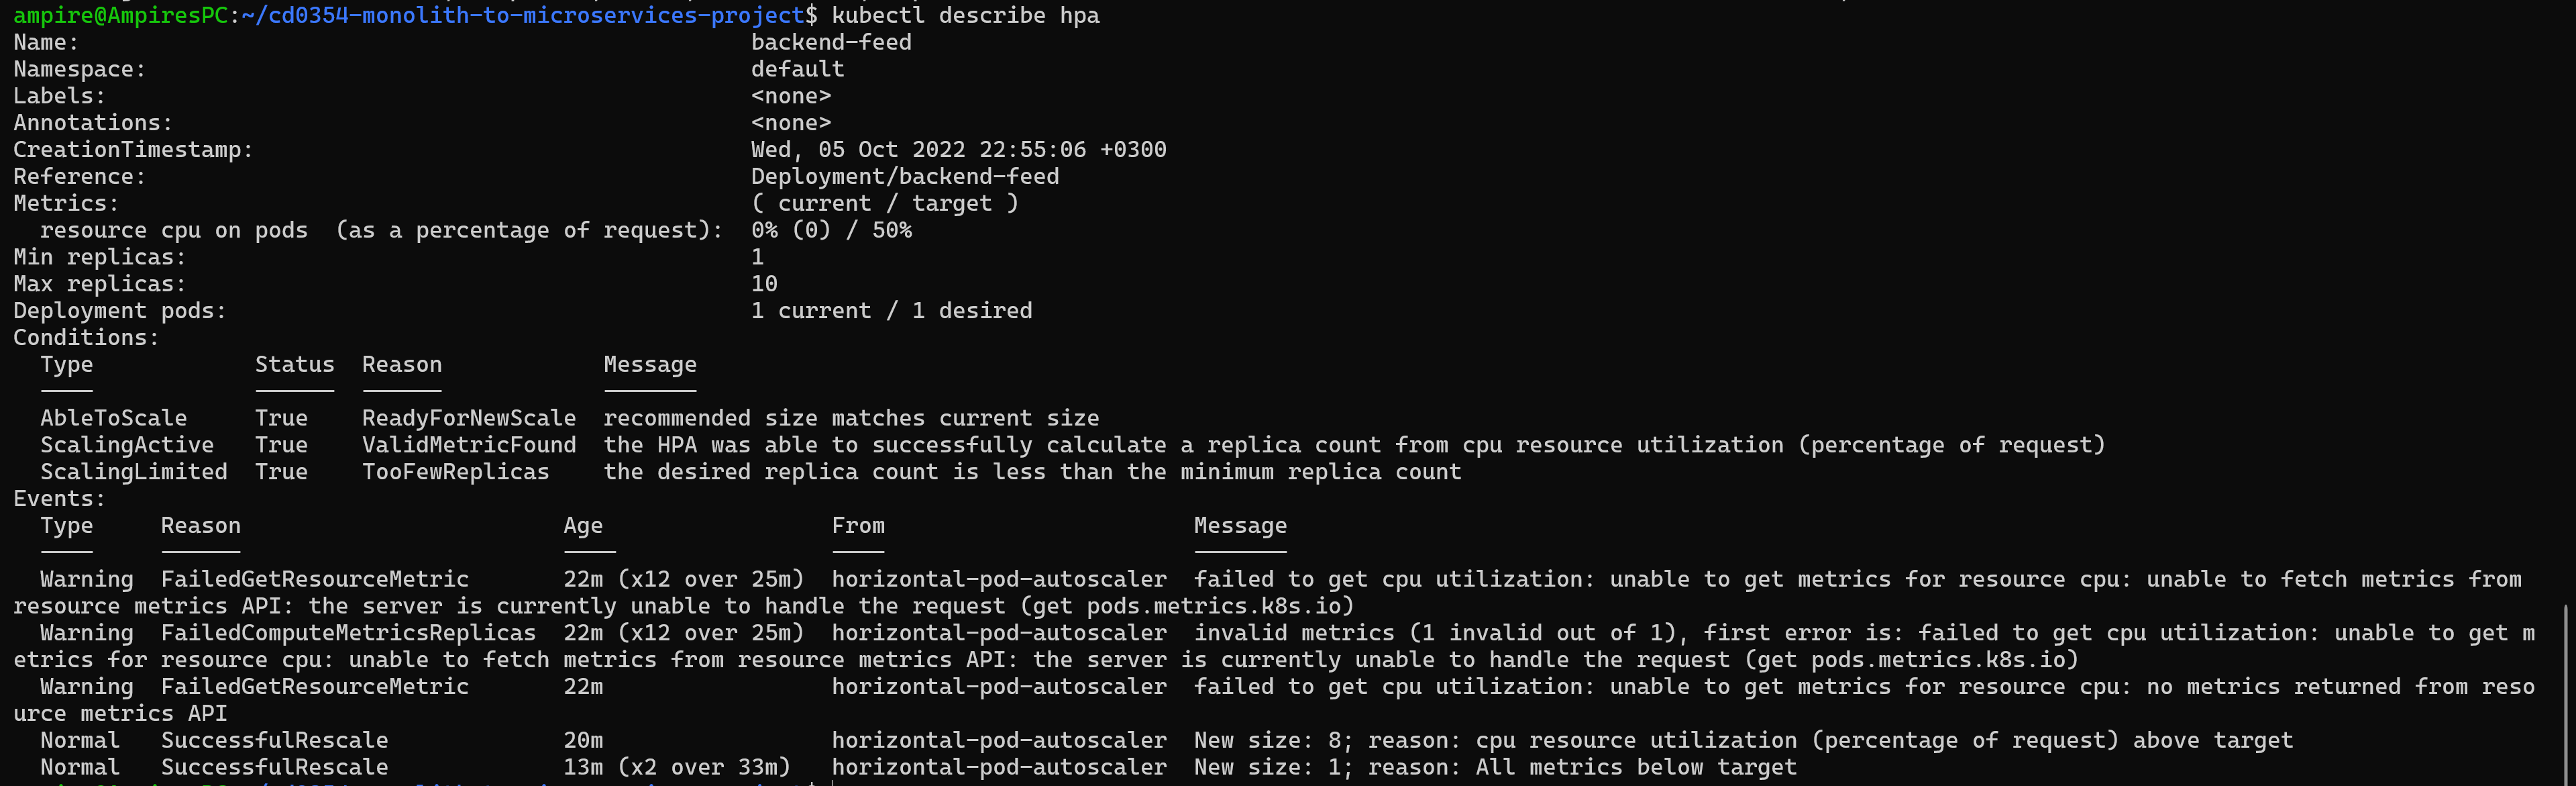 ampire@AmpiresPC:~/cd0354-monolith-to-microservices-project$ kubectl describe hpa
Name:                                                  backend-feed
Namespace:                                             default
Labels:                                                <none>
Annotations:                                           <none>
CreationTimestamp:                                     Wed, 05 Oct 2022 22:55:06 +0300
Reference:                                             Deployment/backend-feed
Metrics:                                               ( current / target )
  resource cpu on pods  (as a percentage of request):  0% (0) / 50%
Min replicas:                                          1
Max replicas:                                          10
Deployment pods:                                       1 current / 1 desired
Conditions:
  Type            Status  Reason            Message
  ----            ------  ------            -------
  AbleToScale     True    ReadyForNewScale  recommended size matches current size
  ScalingActive   True    ValidMetricFound  the HPA was able to successfully calculate a replica count from cpu resource utilization (percentage of request)
  ScalingLimited  True    TooFewReplicas    the desired replica count is less than the minimum replica count
Events:
  Type     Reason                        Age                 From                       Message
  ----     ------                        ----                ----                       -------
  Warning  FailedGetResourceMetric       22m (x12 over 25m)  horizontal-pod-autoscaler  failed to get cpu utilization: unable to get metrics for resource cpu: unable to fetch metrics from
resource metrics API: the server is currently unable to handle the request (get pods.metrics.k8s.io)
  Warning  FailedComputeMetricsReplicas  22m (x12 over 25m)  horizontal-pod-autoscaler  invalid metrics (1 invalid out of 1), first error is: failed to get cpu utilization: unable to get m
etrics for resource cpu: unable to fetch metrics from resource metrics API: the server is currently unable to handle the request (get pods.metrics.k8s.io)
  Warning  FailedGetResourceMetric       22m                 horizontal-pod-autoscaler  failed to get cpu utilization: unable to get metrics for resource cpu: no metrics returned from reso
urce metrics API
  Normal   SuccessfulRescale             20m                 horizontal-pod-autoscaler  New size: 8; reason: cpu resource utilization (percentage of request) above target
  Normal   SuccessfulRescale             13m (x2 over 33m)   horizontal-pod-autoscaler  New size: 1; reason: All metrics below target